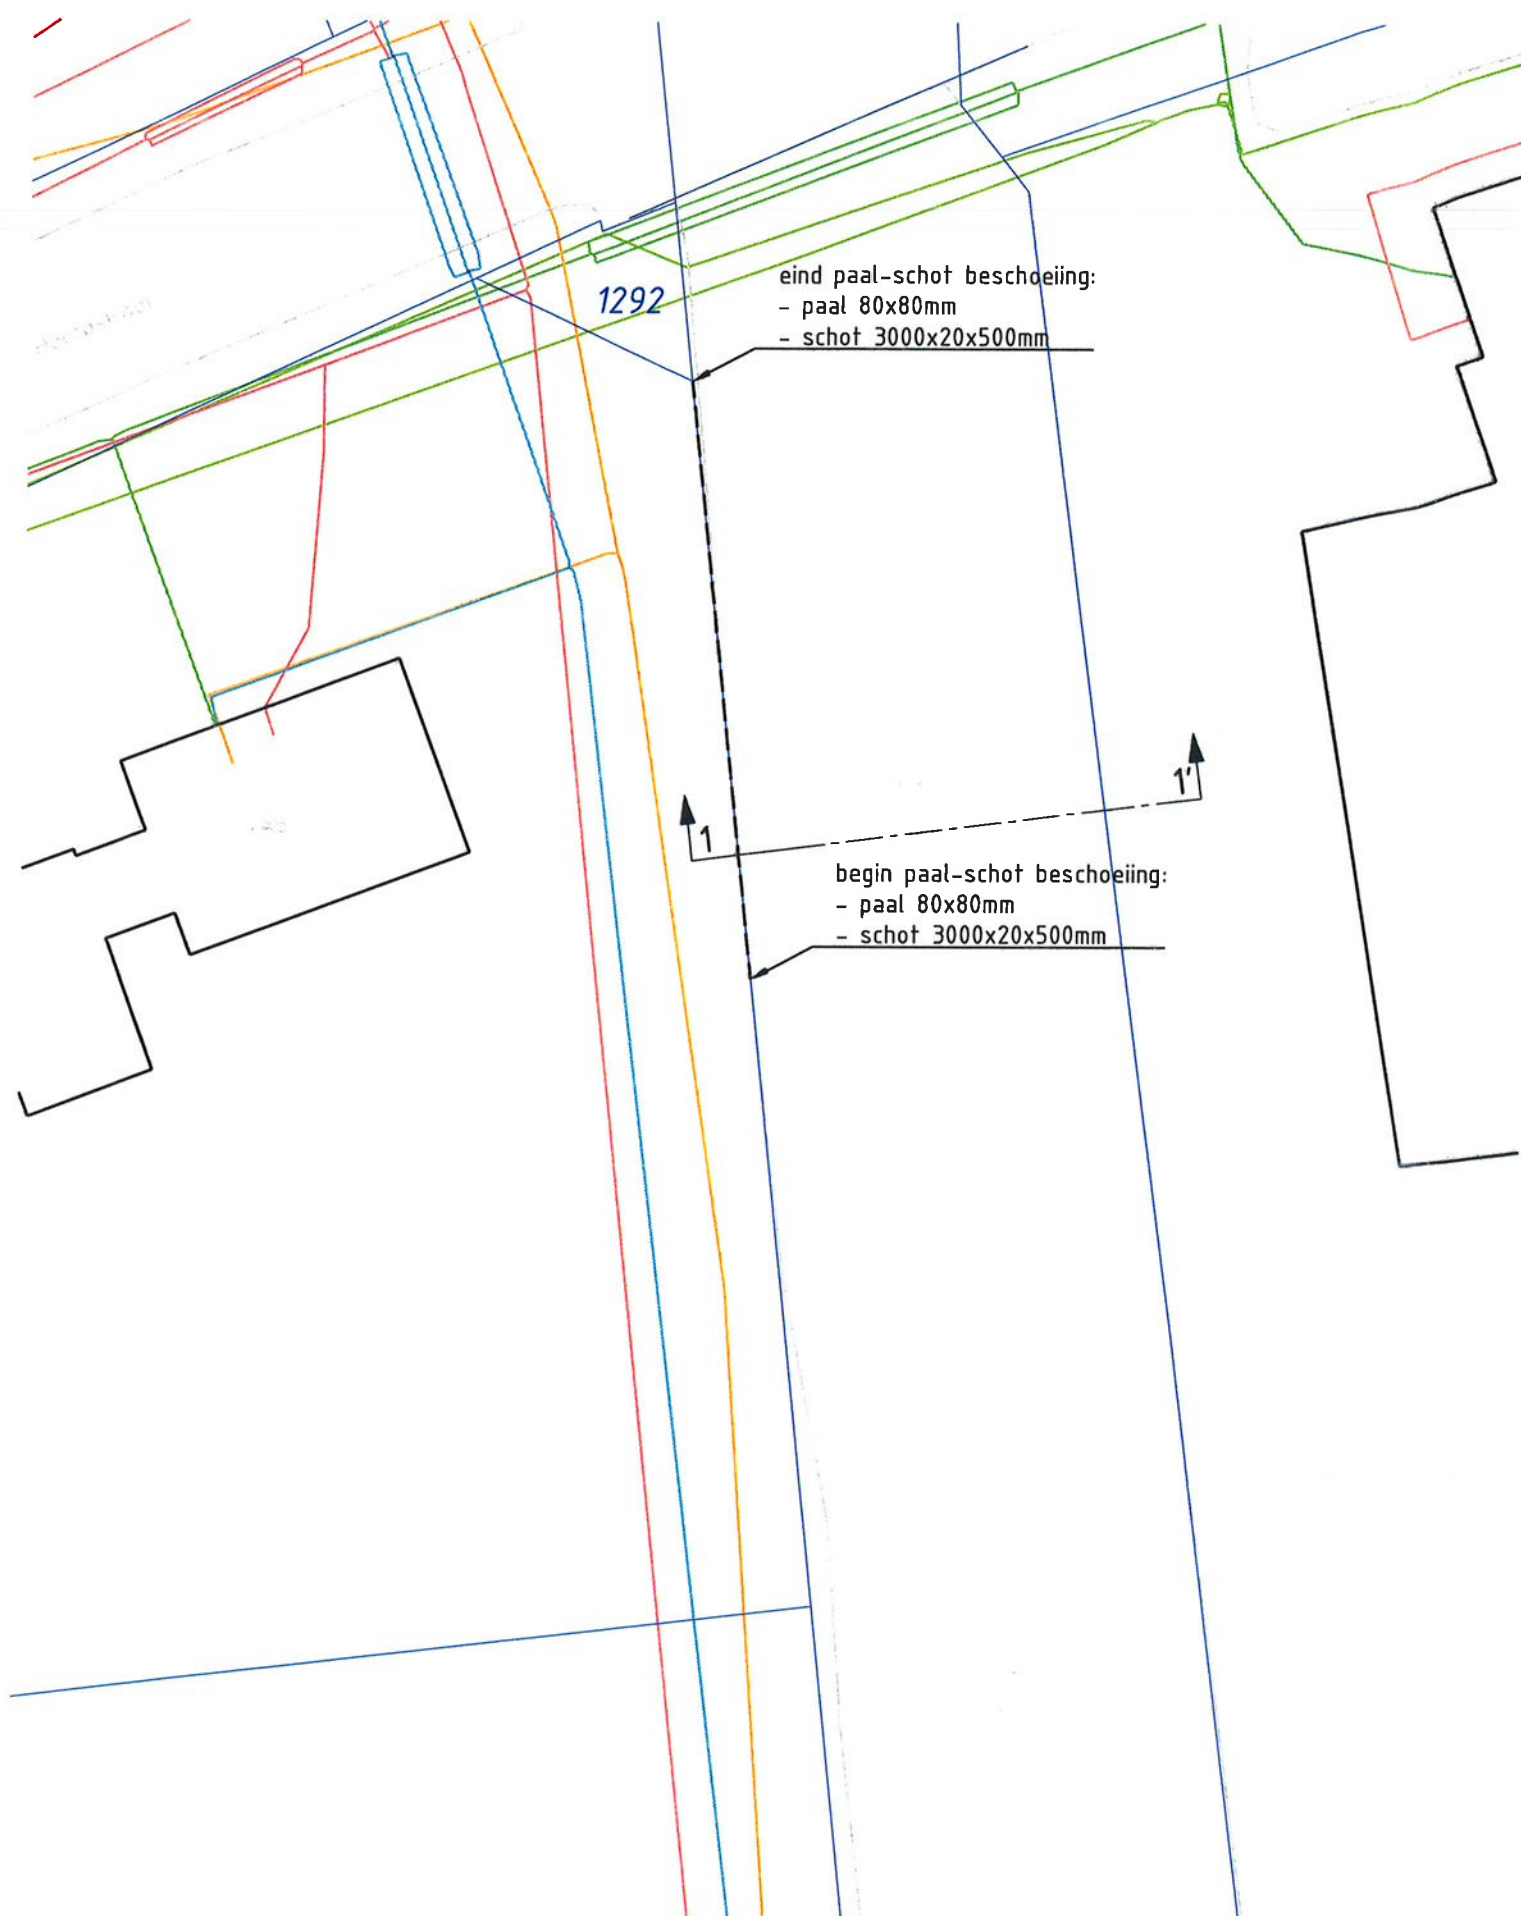 eind paal-schot beschoeiing:
- paal 80x80mm
- schot 3000x20x500mm
1292
1'
1
begin paal-schot beschoeiing:
- paal 80x80mm
- schot 3000x20x500mm